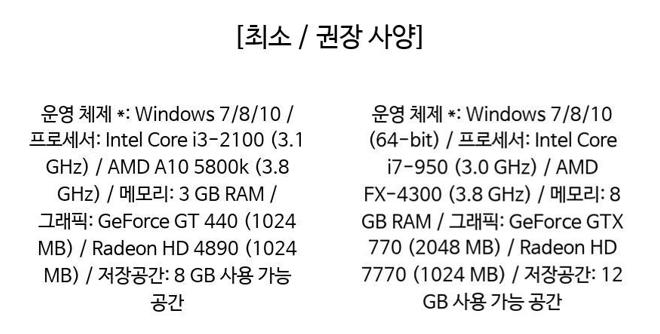 [최소 / 권장 사양]
운영 체제 *: Windows 7/8/10 /
프로세서: Intel Core i3-2100 (3.1
GHz) / AMD A10 5800k (3.8
GHz) / 메모리: 3 GB RAM /
그래픽: GeForce GT 440 (1024
MB) / Radeon HD 4890 (1024
MB) / 저장공간: 8 GB 사용 가능
공간
운영 체제 *: Windows 7/8/10
(64-bit) / 프로세서: Intel Core
i7-950 (3.0 GHz) / AMD
FX-4300 (3.8 GHz) / 메모리: 8
GB RAM / 그래픽: GeForce GTX
770 (2048 MB) / Radeon HD
7770 (1024 MB) / 저장공간: 12
GB 사용 가능 공간